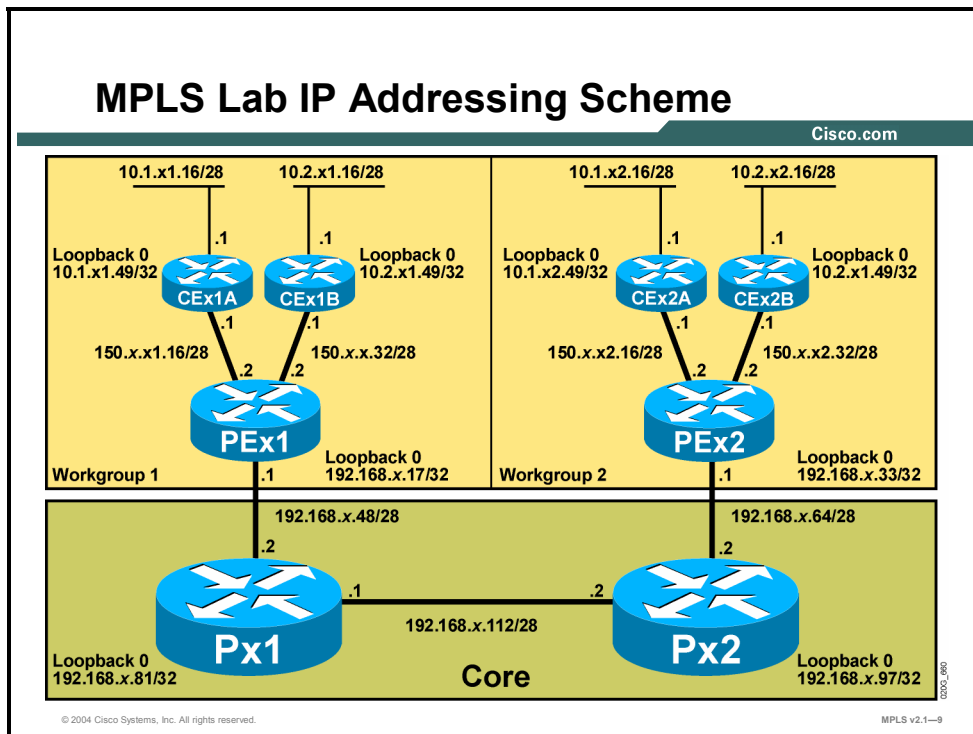 MPLS Lab IP Addressing Scheme
Cisco.com
10.1.x1.16/28
10.2.x1.16/28
10.1.x2.16/28
10.2.x2.16/28
.1
.1
.1
.1
Loopback 0
10.1.x1.49/32
Loopback 0
10.2.x1.49/32
Loopback 0
10.1.x2.49/32
Loopback 0
10.2.x1.49/32
CEx1A
CEx1B
CEx2A
CEx2B
.1
.1
.1
.1
150.x.x1.16/28
150.x.x.32/28
150.x.x2.16/28
150.x.x2.32/28
.2
.2
.2
.2
PEx1
PEx2
Loopback 0
192.168.x.17/32
Loopback 0
192.168.x.33/32
Workgroup 1
Workgroup 2
.1
.1
192.168.x.48/28
192.168.x.64/28
.2
.2
.1
.2
192.168.x.112/28
Px1
Px2
Loopback 0
192.168.x.81/32
Core
Loopback 0
192.168.x.97/32
020G_660
© 2004 Cisco Systems, Inc. All rights reserved.
MPLS v2.1—9